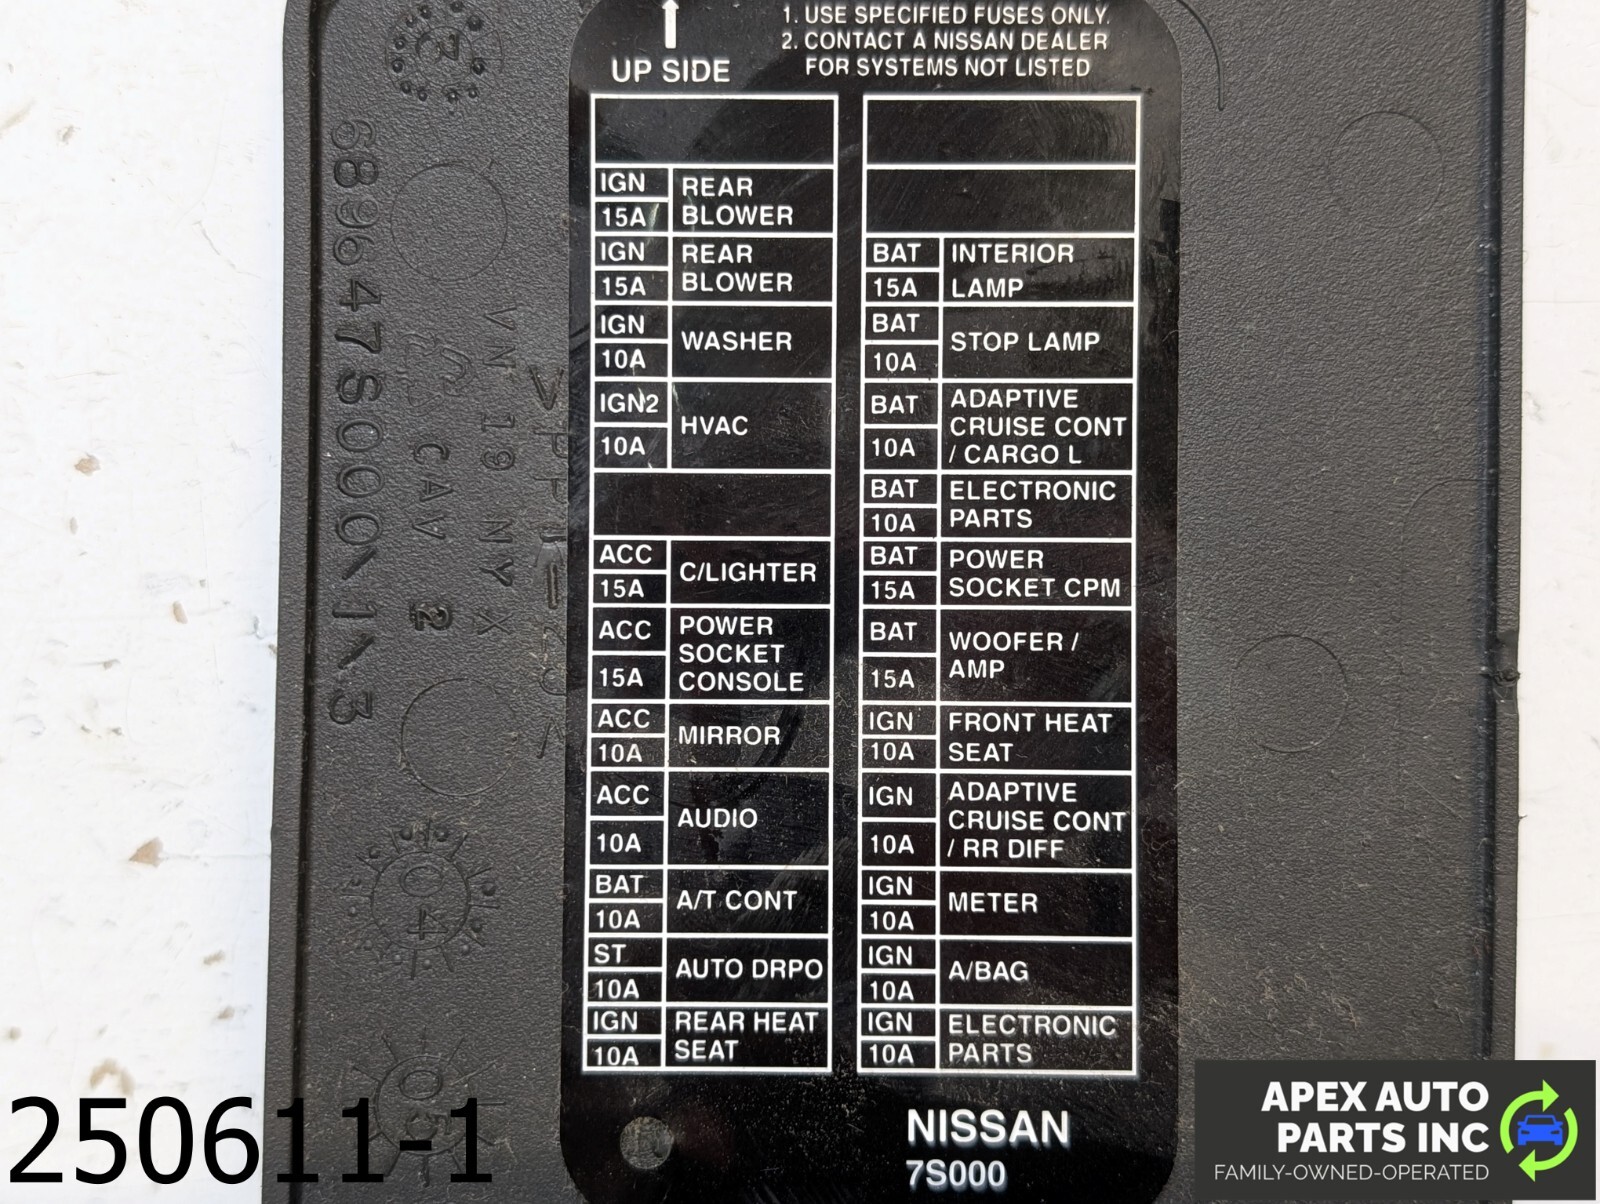 1. USE SPECIFIED FUSES ONLY.
2. CONTACT A NISSAN DEALER
FOR SYSTEMS NOT LISTED
UP SIDE
IGN
15A
REAR
BLOWER
IGN
15A
REAR
BLOWER
IGN
10A
WASHER
IGN2
10A
HVAC
ACC
15A
C/LIGHTER
ACC
15A
POWER
SOCKET
CONSOLE
ACC
10A
MIRROR
ACC
10A
AUDIO
BAT
10A
A/T CONT
ST
10A
AUTO DRPO
IGN
10A
REAR HEAT
SEAT
BAT
15A
INTERIOR
LAMP
BAT
10A
STOP LAMP
BAT
10A
ADAPTIVE
CRUISE CONT
/ CARGO L
BAT
10A
ELECTRONIC
PARTS
BAT
15A
POWER
SOCKET CPM
BAT
15A
WOOFER /
AMP
IGN
10A
FRONT HEAT
SEAT
IGN
10A
ADAPTIVE
CRUISE CONT
/ RR DIFF
IGN
10A
METER
IGN
10A
A/BAG
IGN
10A
ELECTRONIC
PARTS
NISSAN
7S000
68964 7S000
CAV 2
VN 19 NY X
3
04
05
250611-1
APEX AUTO
PARTS INC
FAMILY-OWNED-OPERATED